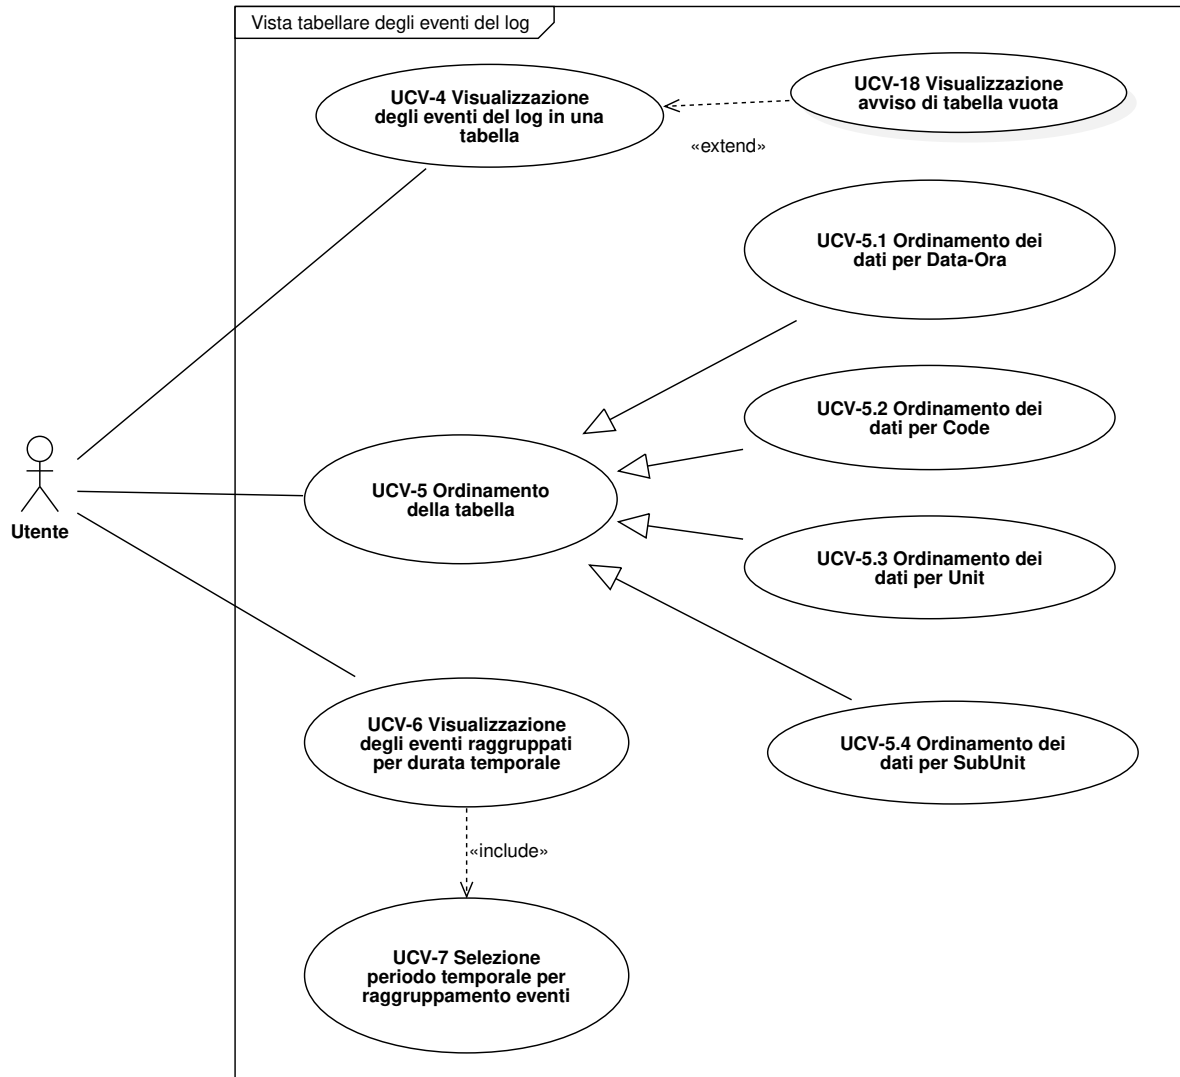 Vista tabellare degli eventi del log
UCV-4 Visualizzazione
degli eventi del log in una
tabella
UCV-18 Visualizzazione
avviso di tabella vuota
«extend»
UCV-5.1 Ordinamento dei
dati per Data-Ora
UCV-5.2 Ordinamento dei
dati per Code
UCV-5 Ordinamento
della tabella
Utente
UCV-5.3 Ordinamento dei
dati per Unit
UCV-6 Visualizzazione
degli eventi raggruppati
per durata temporale
UCV-5.4 Ordinamento dei
dati per SubUnit
«include»
UCV-7 Selezione
periodo temporale per
raggruppamento eventi